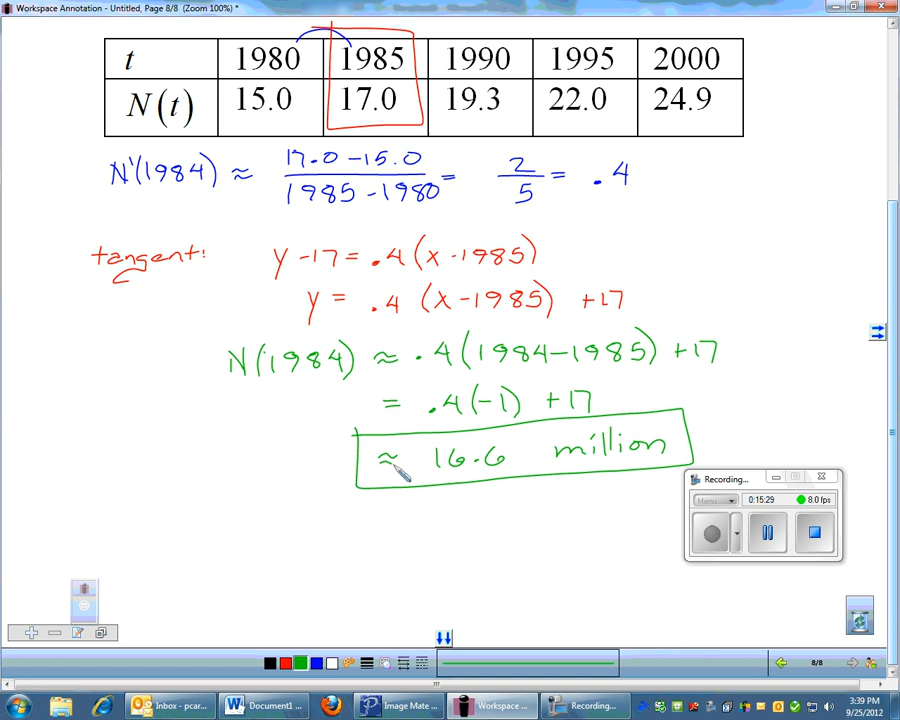 Workspace Annotation - Untitled, Page 8/8 (Zoom 100%) *
t 1980 1985 1990 1995 2000
N(t) 15.0 17.0 19.3 22.0 24.9
N'(1984) ≈ 17.0 - 15.0 / 1985 - 1980 = 2/5 = .4
tangent:
y - 17 = .4 (x - 1985)
y = .4 (x - 1985) + 17
N(1984) ≈ .4 (1984 - 1985) + 17
= .4 (-1) + 17
≈ 16.6 million
Recording...
Menu
0:15:29
8.0 fps
8/8
Inbox - pcar...
Document1 ...
Image Mate ...
Workspace ...
Recording...
3:39 PM
9/25/2012